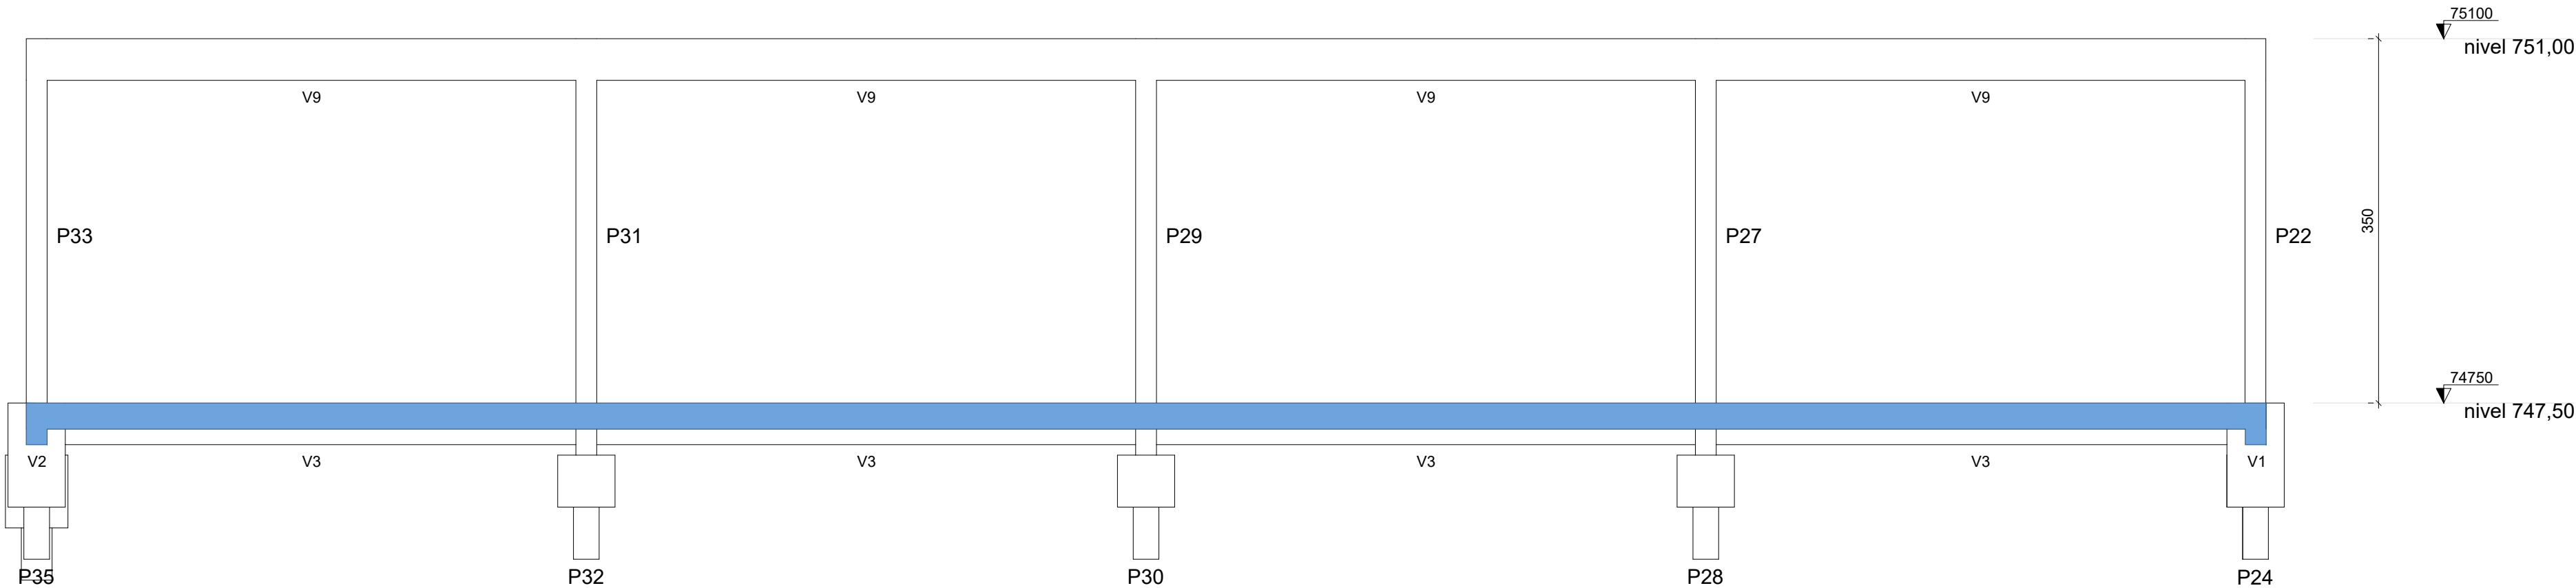 75100
nivel 751,00
V9 V9 V9 V9
P33 P31 P29 P27 P22
350
74750
nivel 747,50
V2 V3 V3 V3 V3 V1
P35 P32 P30 P28 P24